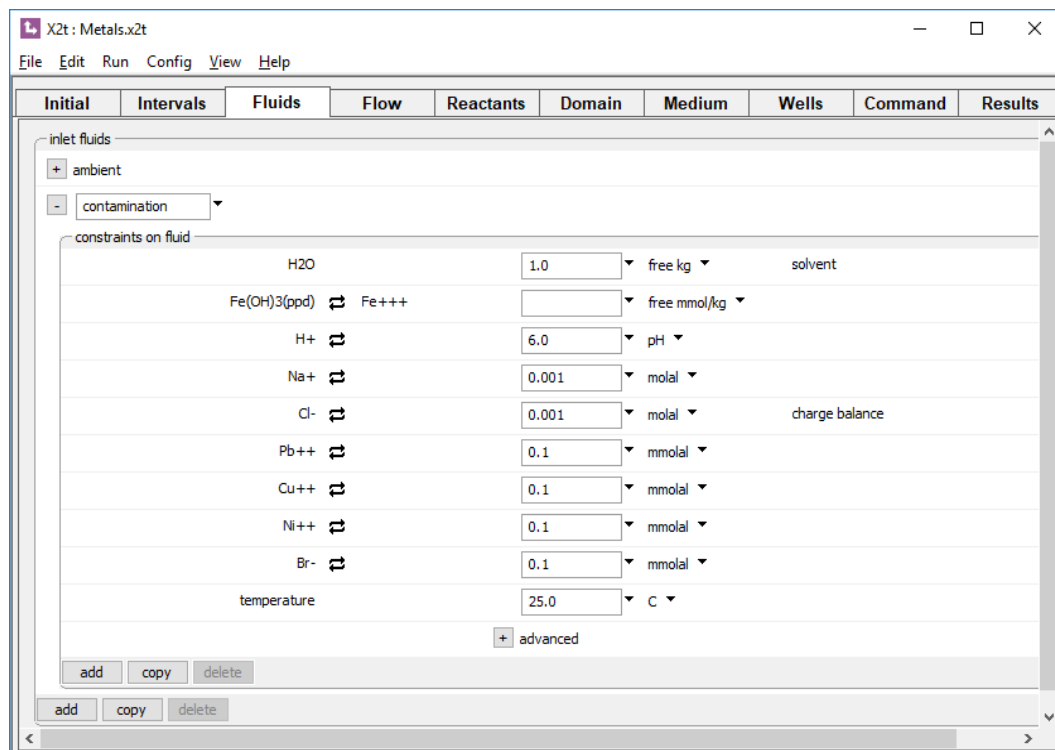 X2t : Metals.x2t
File Edit Run Config View Help
Initial Intervals Fluids Flow Reactants Domain Medium Wells Command Results
inlet fluids
+ ambient
- contamination
constraints on fluid
H2O 1.0 free kg solvent
Fe(OH)3(ppd) Fe+++ free mmol/kg
H+ 6.0 pH
Na+ 0.001 molal
Cl- 0.001 molal charge balance
Pb++ 0.1 mmolal
Cu++ 0.1 mmolal
Ni++ 0.1 mmolal
Br- 0.1 mmolal
temperature 25.0 C
+ advanced
add copy delete
add copy delete